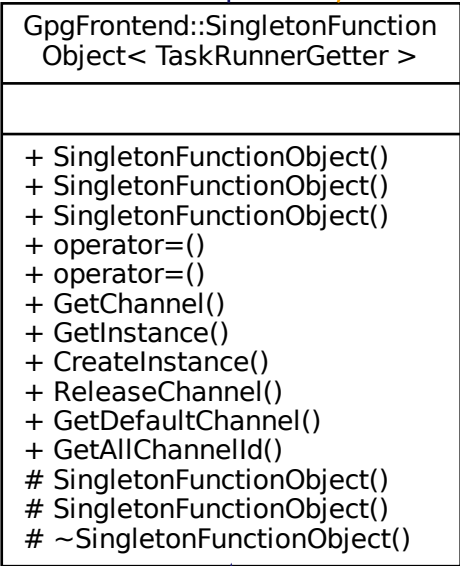 GpgFrontend::SingletonFunction
Object< TaskRunnerGetter >
+ SingletonFunctionObject()
+ SingletonFunctionObject()
+ SingletonFunctionObject()
+ operator=()
+ operator=()
+ GetChannel()
+ GetInstance()
+ CreateInstance()
+ ReleaseChannel()
+ GetDefaultChannel()
+ GetAllChannelId()
# SingletonFunctionObject()
# SingletonFunctionObject()
# ~SingletonFunctionObject()